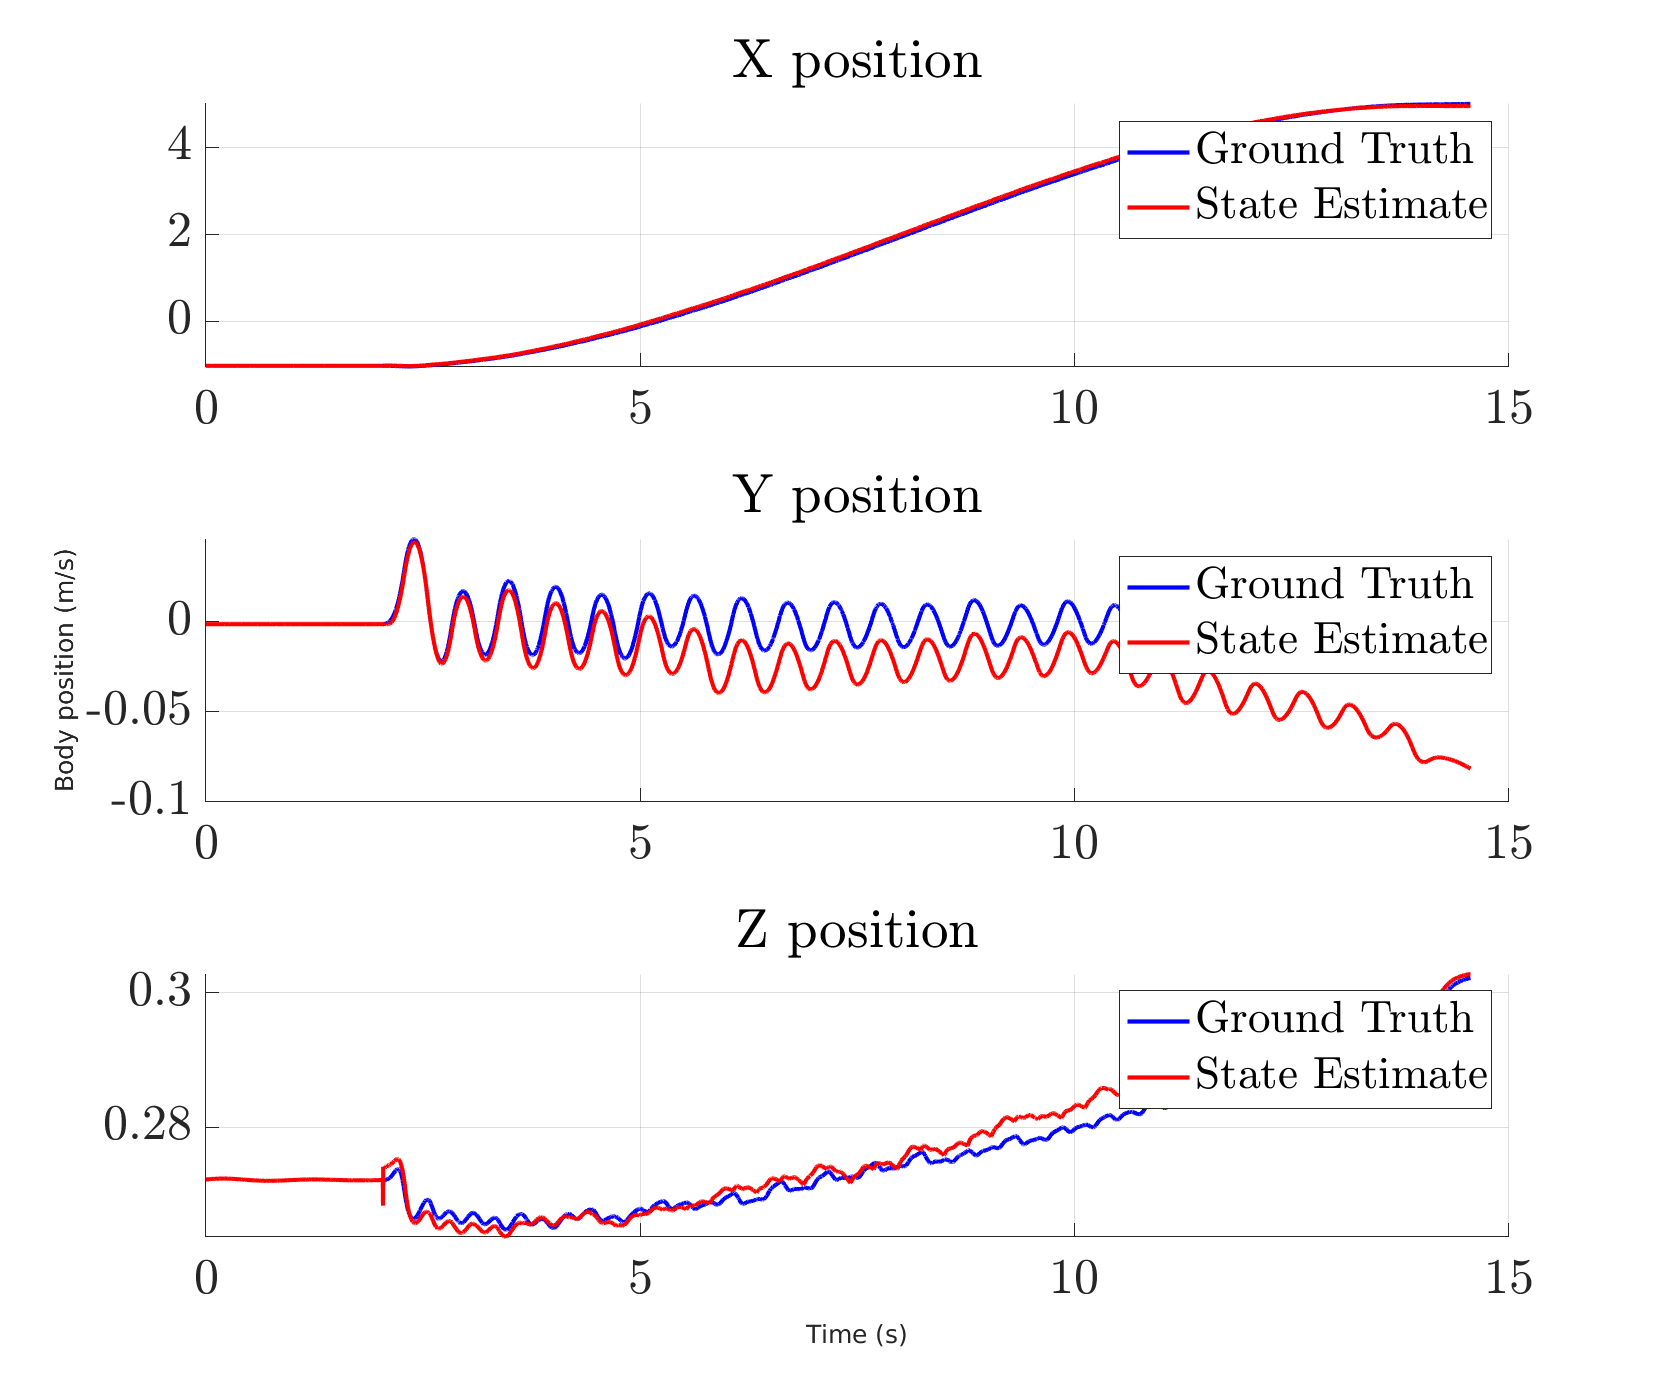 X position
4
2
0
0 5 10 15
Ground Truth
State Estimate
Y position
Body position (m/s)
0
-0.05
-0.1
0 5 10 15
Ground Truth
State Estimate
Z position
0.3
0.28
0 5 10 15
Ground Truth
State Estimate
Time (s)